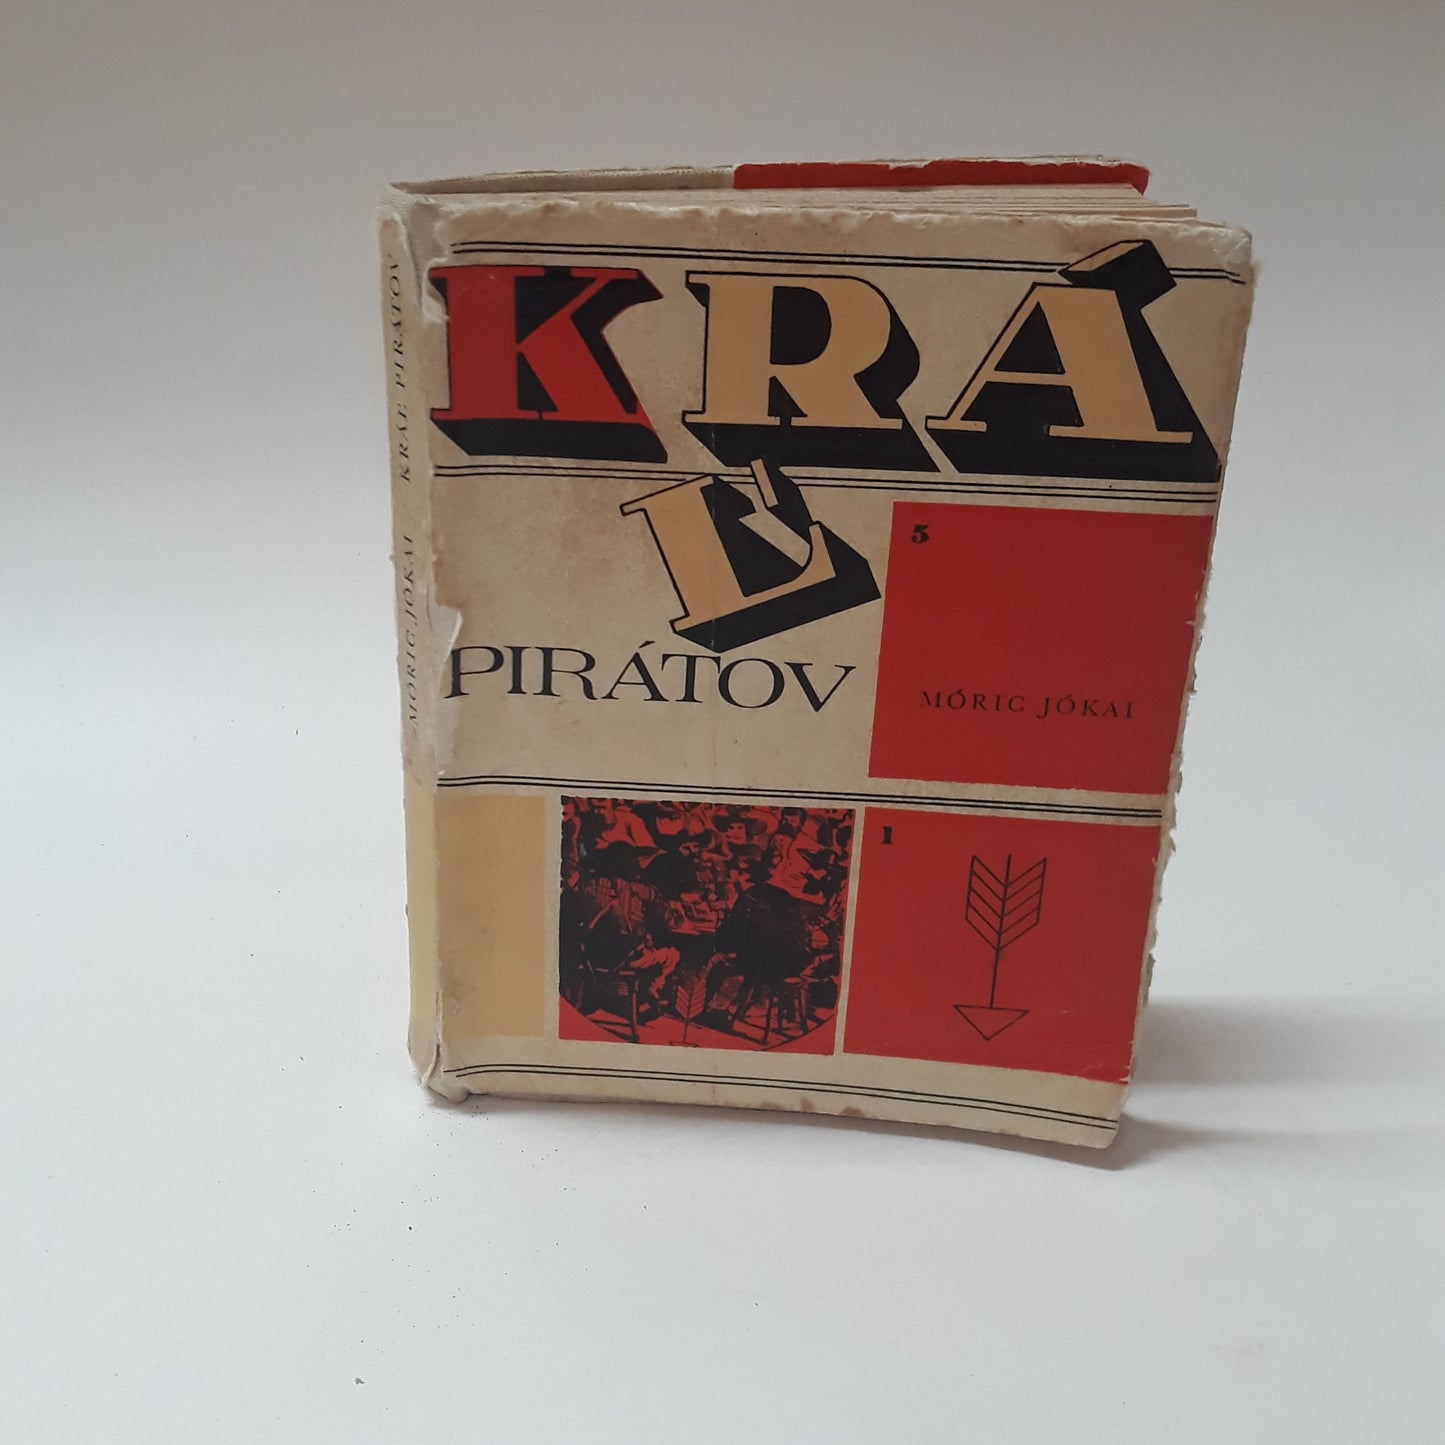 MÓRIC JÓKAI KRÁĽ PIRÁTOV
KRÁ
Ľ
5
PIRÁTOV
MÓRIC JÓKAI
1